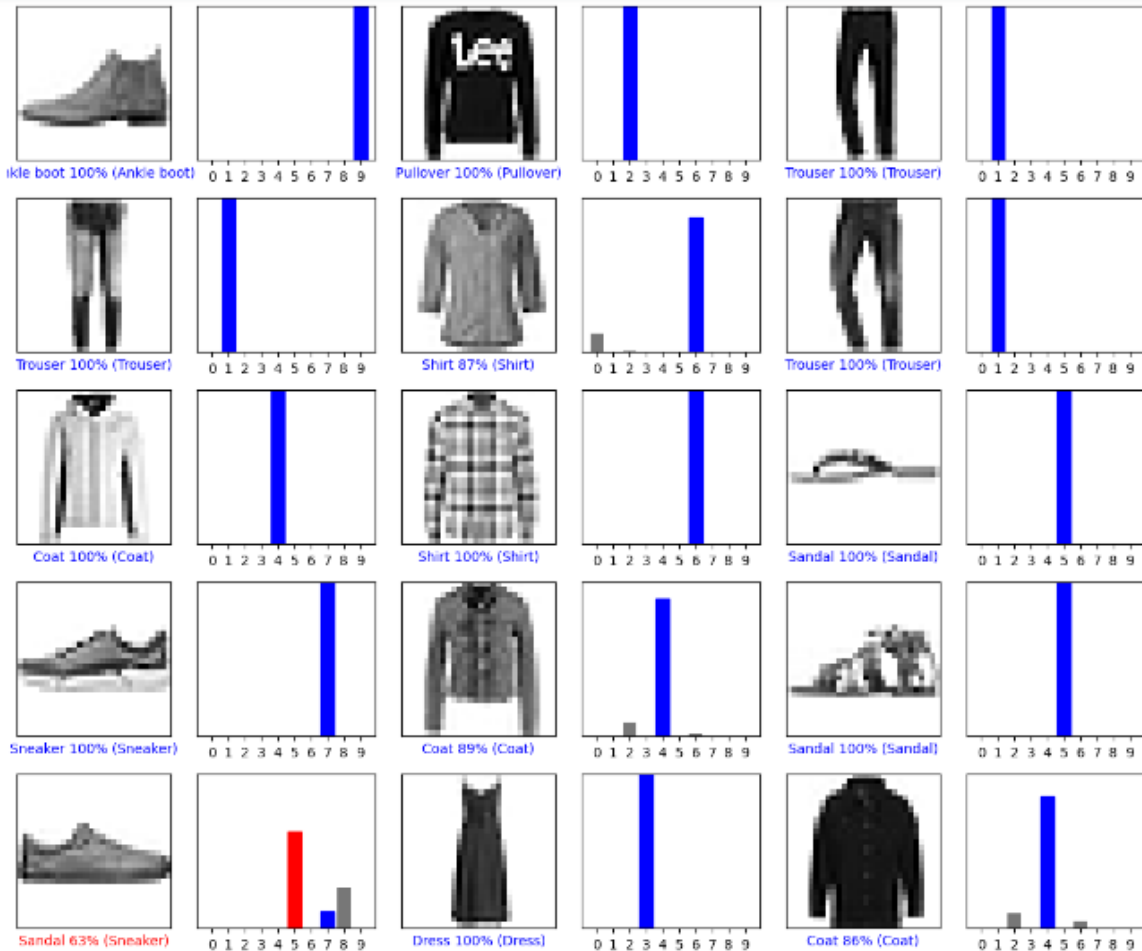 Lee
kle boot 100% (Ankle boot)
0 1 2 3 4 5 6 7 8 9
Pullover 100% (Pullover)
0 1 2 3 4 5 6 7 8 9
Trouser 100% (Trouser)
0 1 2 3 4 5 6 7 8 9
Trouser 100% (Trouser)
0 1 2 3 4 5 6 7 8 9
Shirt 87% (Shirt)
0 1 2 3 4 5 6 7 8 9
Trouser 100% (Trouser)
0 1 2 3 4 5 6 7 8 9
Coat 100% (Coat)
0 1 2 3 4 5 6 7 8 9
Shirt 100% (Shirt)
0 1 2 3 4 5 6 7 8 9
Sandal 100% (Sandal)
0 1 2 3 4 5 6 7 8 9
Sneaker 100% (Sneaker)
0 1 2 3 4 5 6 7 8 9
Coat 89% (Coat)
0 1 2 3 4 5 6 7 8 9
Sandal 100% (Sandal)
0 1 2 3 4 5 6 7 8 9
Sandal 63% (Sneaker)
0 1 2 3 4 5 6 7 8 9
Dress 100% (Dress)
0 1 2 3 4 5 6 7 8 9
Coat 86% (Coat)
0 1 2 3 4 5 6 7 8 9